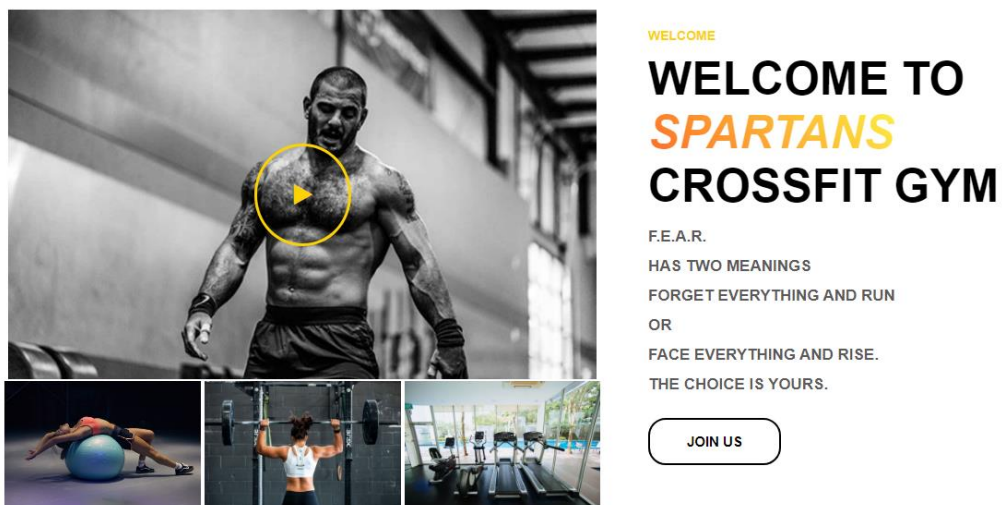 WELCOME
WELCOME TO
SPARTANS
CROSSFIT GYM
F.E.A.R.
HAS TWO MEANINGS
FORGET EVERYTHING AND RUN
OR
FACE EVERYTHING AND RISE.
THE CHOICE IS YOURS.
JOIN US